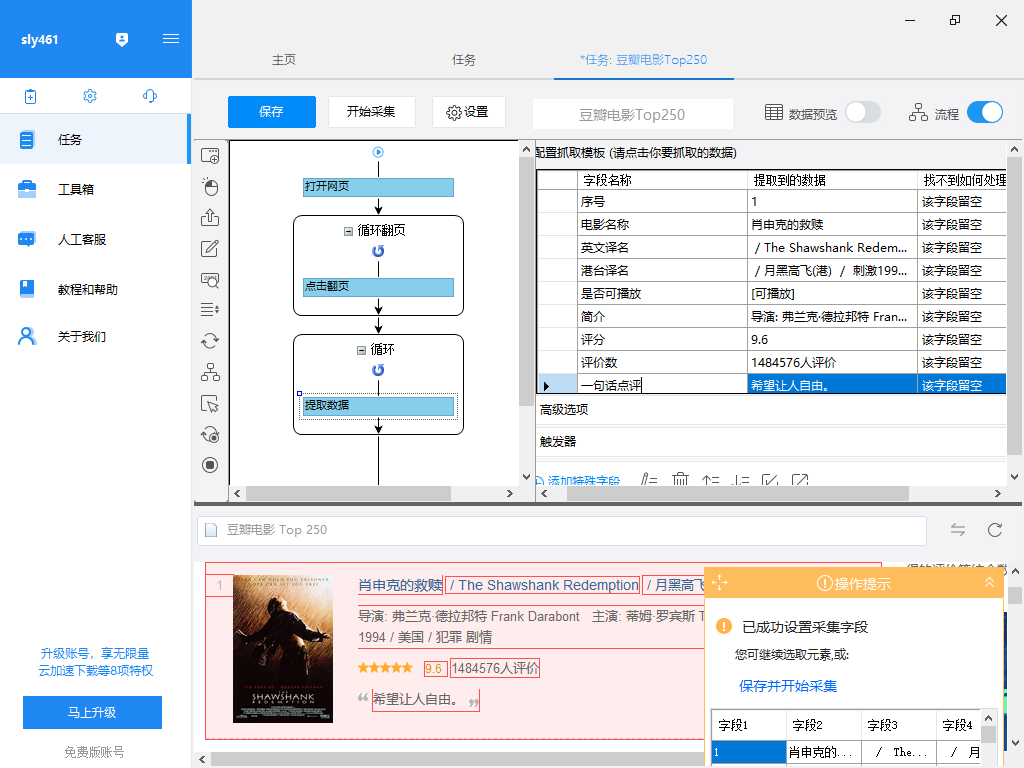 sly461
主页
任务
*任务: 豆瓣电影Top250
保存
开始采集
设置
豆瓣电影Top250
数据预览
流程
任务
工具箱
人工客服
教程和帮助
关于我们
升级账号，享无限量
云加速下载等8项特权
马上升级
免费版账号
打开网页
循环翻页
点击翻页
循环
提取数据
配置抓取模板 (请点击你要抓取的数据)
字段名称 提取到的数据 找不到如何处理
序号 1 该字段留空
电影名称 肖申克的救赎 该字段留空
英文译名 / The Shawshank Redem... 该字段留空
港台译名 / 月黑高飞(港) / 刺激199... 该字段留空
是否可播放 [可播放] 该字段留空
简介 导演: 弗兰克·德拉邦特 Fran... 该字段留空
评分 9.6 该字段留空
评价数 1484576人评价 该字段留空
一句话点评 希望让人自由。 该字段留空
高级选项
触发器
添加特殊字段
豆瓣电影 Top 250
1
肖申克的救赎 / The Shawshank Redemption / 月黑高飞
导演: 弗兰克·德拉邦特 Frank Darabont 主演: 蒂姆·罗宾斯 T
1994 / 美国 / 犯罪 剧情
9.6 1484576人评价
“ 希望让人自由。 ”
THE
SHAWSHANK
REDEMPTION
操作提示
已成功设置采集字段
您可继续选取元素,或:
保存并开始采集
字段1 字段2 字段3 字段4
1 肖申克的... / The... / 月